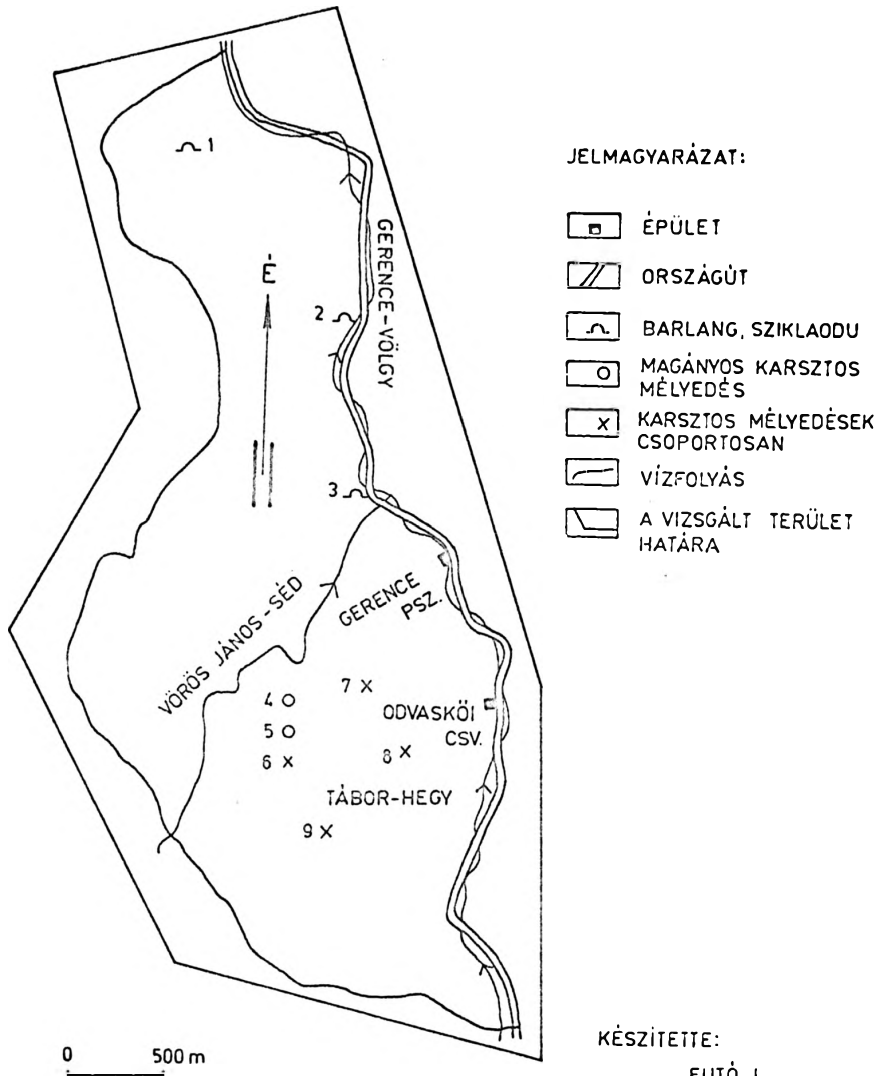 1
É
GERENCE-VÖLGY
2
3
GERENCE
PSZ.
VÖRÖS JÁNOS-SÉD
4
5
6
7
8
9
ODVASKŐI
CSV.
TÁBOR-HEGY
0 500 m
JELMAGYARÁZAT:
ÉPÜLET
ORSZÁGÚT
BARLANG, SZIKLAODU
MAGÁNYOS KARSZTOS
MÉLYEDÉS
KARSZTOS MÉLYEDÉSEK
CSOPORTOSAN
VÍZFOLYÁS
A VIZSGÁLT TERÜLET
HATÁRA
KÉSZÍTETTE: